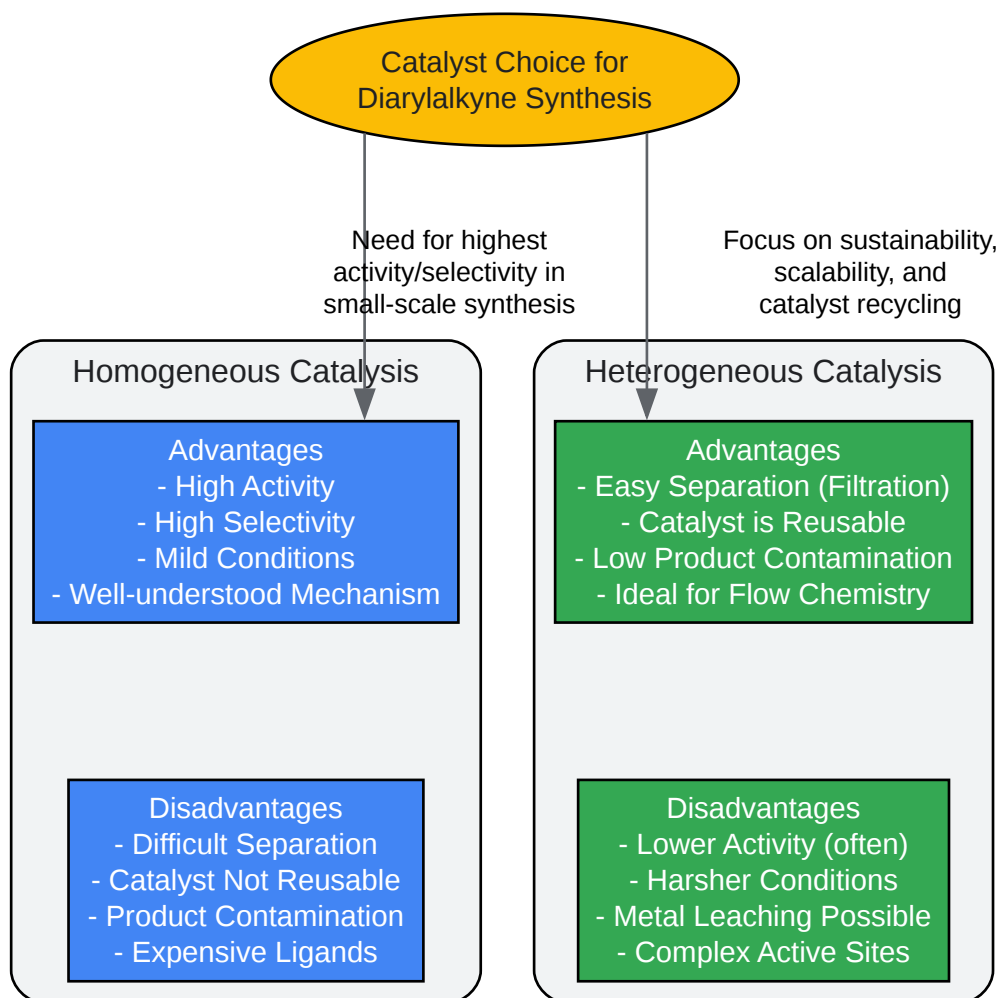 Catalyst Choice for
Diarylalkyne Synthesis
Need for highest
activity/selectivity in
small-scale synthesis
Focus on sustainability,
scalability, and
catalyst recycling
Homogeneous Catalysis
Advantages
- High Activity
- High Selectivity
- Mild Conditions
- Well-understood Mechanism
Disadvantages
- Difficult Separation
- Catalyst Not Reusable
- Product Contamination
- Expensive Ligands
Heterogeneous Catalysis
Advantages
- Easy Separation (Filtration)
- Catalyst is Reusable
- Low Product Contamination
- Ideal for Flow Chemistry
Disadvantages
- Lower Activity (often)
- Harsher Conditions
- Metal Leaching Possible
- Complex Active Sites